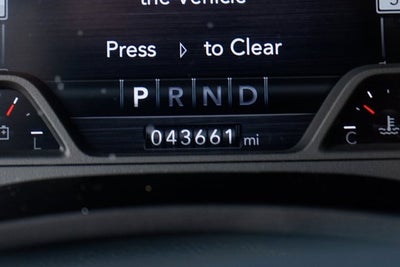 the Vehicle
Press ▷ to Clear
P R N D
043661 mi
L C